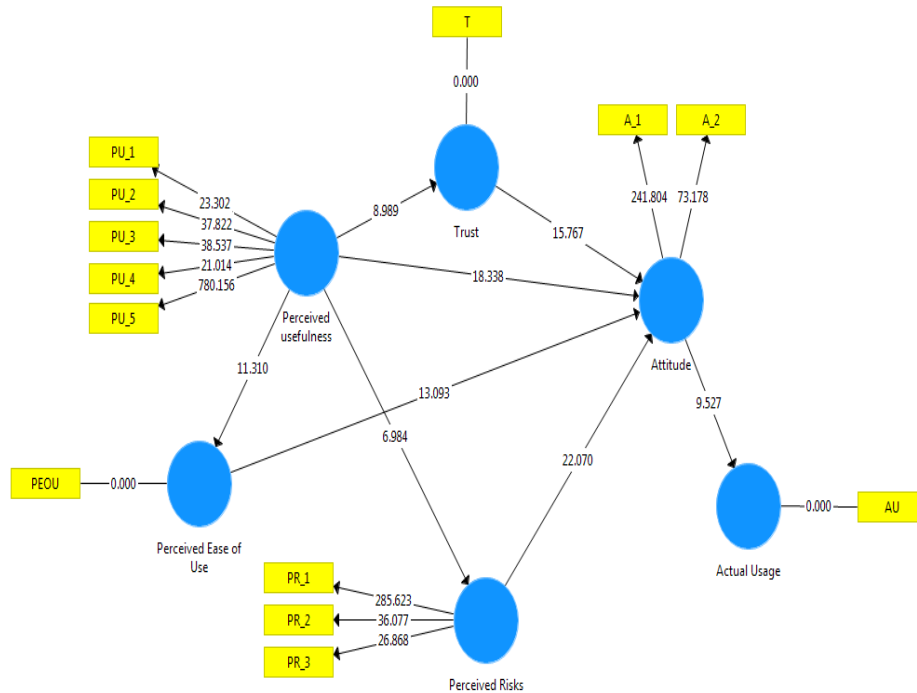 T
0.000
A_1
A_2
PU_1
PU_2
PU_3
PU_4
PU_5
23.302
37.822
38.537
21.014
780.156
8.989
Trust
241.804
73.178
15.767
18.338
Perceived
usefulness
Attitude
11.310
13.093
6.984
9.527
22.070
PEOU
0.000
Perceived Ease of
Use
0.000
AU
Actual Usage
PR_1
PR_2
PR_3
285.623
36.077
26.868
Perceived Risks